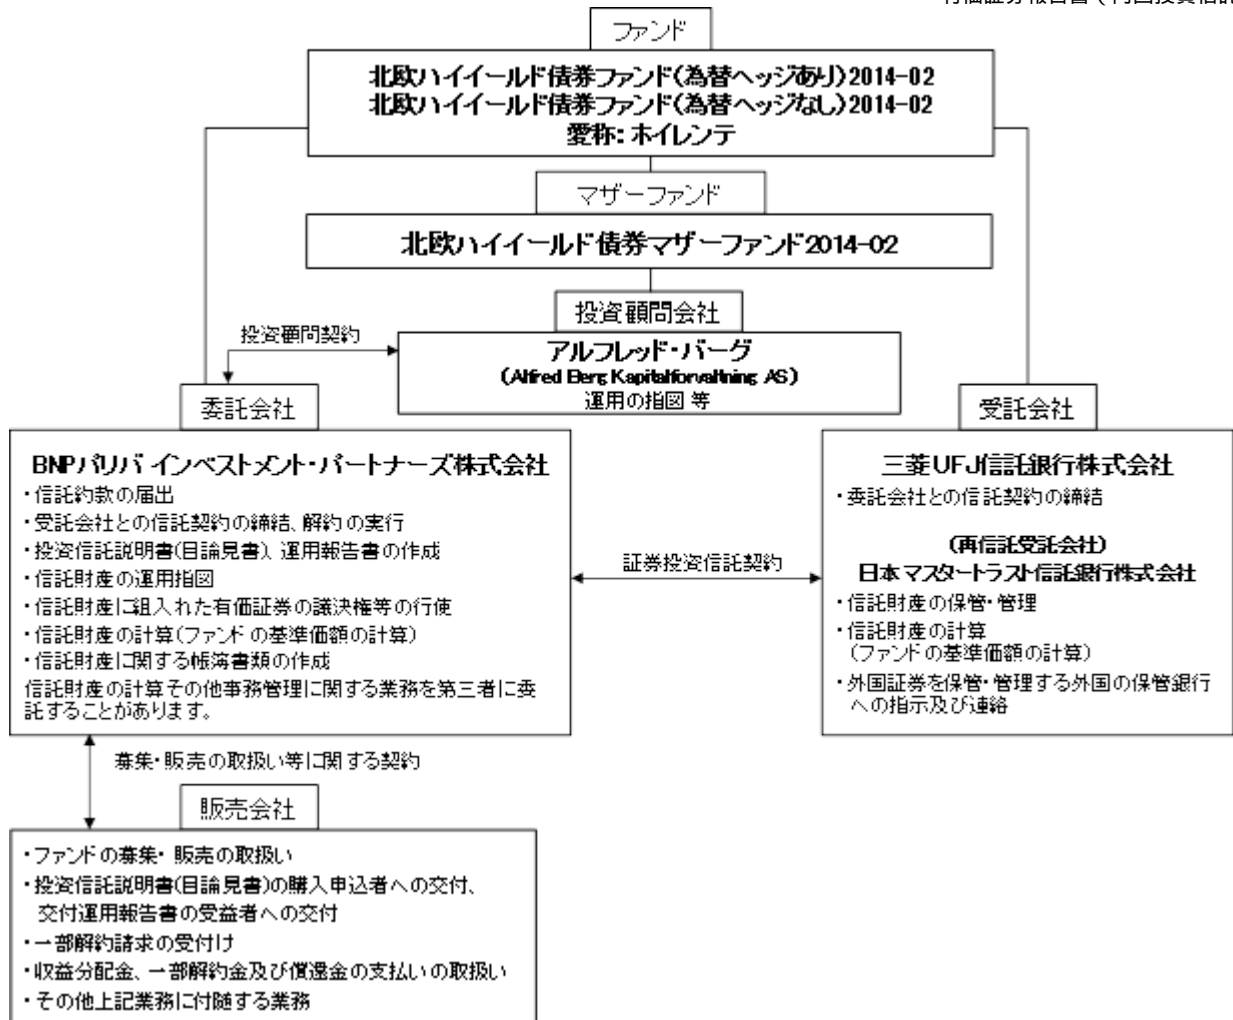 ファンド
北欧ハイイールド債券ファンド(為替ヘッジあり)2014-02
北欧ハイイールド債券ファンド(為替ヘッジなし)2014-02
愛称:ホイレンテ
マザーファンド
北欧ハイイールド債券マザーファンド2014-02
投資顧問会社
投資顧問契約
アルフレッド・バーグ
(Alfred Berg Kapitalforvaltning AS)
運用の指図 等
委託会社
BNPパリバ インベストメント・パートナーズ株式会社
・信託約款の届出
・受託会社との信託契約の締結、解約の実行
・投資信託説明書(目論見書)、運用報告書の作成
・信託財産の運用指図
・信託財産に組入れた有価証券の議決権等の行使
・信託財産の計算(ファンドの基準価額の計算)
・信託財産に関する帳簿書類の作成
信託財産の計算その他事務管理に関する業務を第三者に委
託することがあります。
証券投資信託契約
受託会社
三菱UFJ信託銀行株式会社
・委託会社との信託契約の締結
(再信託受託会社)
日本マスタートラスト信託銀行株式会社
・信託財産の保管・管理
・信託財産の計算
(ファンドの基準価額の計算)
・外国証券を保管・管理する外国の保管銀行
への指示及び連絡
募集・販売の取扱い等に関する契約
販売会社
・ファンドの募集・販売の取扱い
・投資信託説明書(目論見書)の購入申込者への交付、
交付運用報告書の受益者への交付
・一部解約請求の受付け
・収益分配金、一部解約金及び償還金の支払いの取扱い
・その他上記業務に付随する業務